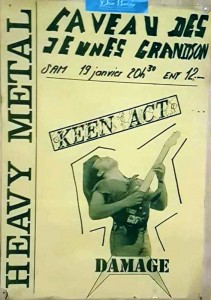 CAVEAU DES
JEUNES GRANDSON
SAM 19 janvier 20h30 ENT 12.-
HEAVY METAL
KEEN ACT
DAMAGE